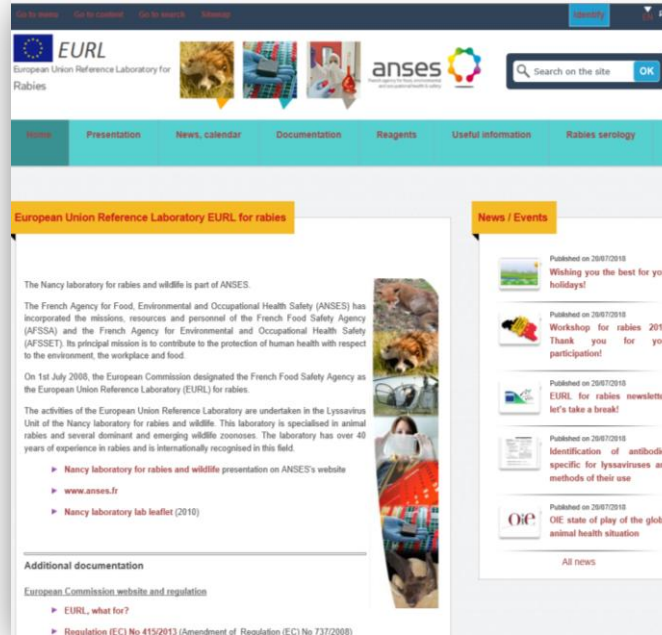 Go to menu Go to content Go to search Sitemap
Identify
EN
EURL
European Union Reference Laboratory for
Rabies
anses
Search on the site OK
Home Presentation News, calendar Documentation Reagents Useful information Rabies serology
European Union Reference Laboratory EURL for rabies
The Nancy laboratory for rabies and wildlife is part of ANSES.
The French Agency for Food, Environmental and Occupational Health Safety (ANSES) has
incorporated the missions, resources and personnel of the French Food Safety Agency
(AFSSA) and the French Agency for Environmental and Occupational Health Safety
(AFSSET). Its principal mission is to contribute to the protection of human health with respect
to the environment, the workplace and food.
On 1st July 2008, the European Commission designated the French Food Safety Agency as
the European Union Reference Laboratory (EURL) for rabies.
The activities of the European Union Reference Laboratory are undertaken in the Lyssavirus
Unit of the Nancy laboratory for rabies and wildlife. This laboratory is specialised in animal
rabies and several dominant and emerging wildlife zoonoses. The laboratory has over 40
years of experience in rabies and is internationally recognised in this field.
Nancy laboratory for rabies and wildlife presentation on ANSES's website
www.anses.fr
Nancy laboratory lab leaflet (2010)
Additional documentation
European Commission website and regulation
EURL, what for?
Regulation (EC) No 415/2013 (Amendment of Regulation (EC) No 737/2008)
News / Events
Published on 20/07/2018
Wishing you the best for yo
holidays!
Published on 20/07/2018
Workshop for rabies 201
Thank you for yo
participation!
Published on 20/07/2018
EURL for rabies newslette
let's take a break!
Published on 20/07/2018
Identification of antibodi
specific for lyssaviruses an
methods of their use
Oie
Published on 20/07/2018
OIE state of play of the glob
animal health situation
All news